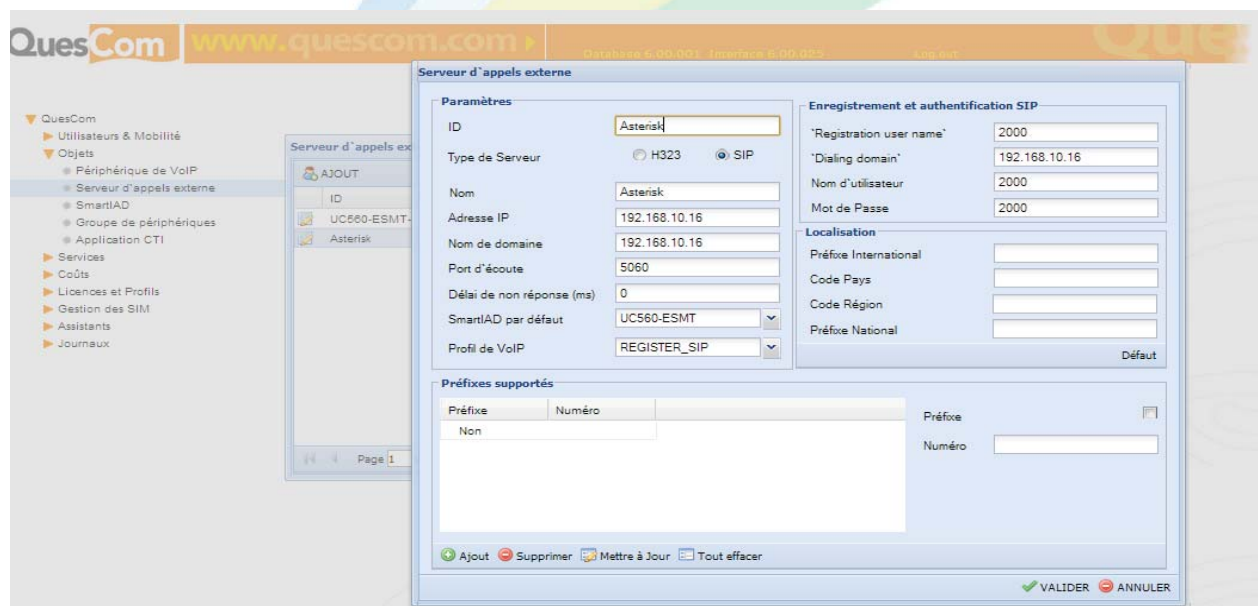 QuesCom www.quescom.com
Database 6.00.001 Interface 6.00.025 Log out
Que
QuesCom
Utilisateurs & Mobilité
Objets
Périphérique de VoIP
Serveur d`appels externe
SmartIAD
Groupe de périphériques
Application CTI
Services
Coûts
Licences et Profils
Gestion des SIM
Assistants
Journaux
Serveur d`appels ex
AJOUT
ID
UC560-ESMT-
Asterisk
Page 1
Serveur d`appels externe
Paramètres
ID Asterisk
Type de Serveur H323 SIP
Nom Asterisk
Adresse IP 192.168.10.16
Nom de domaine 192.168.10.16
Port d`écoute 5060
Délai de non réponse (ms) 0
SmartIAD par défaut UC560-ESMT
Profil de VoIP REGISTER_SIP
Enregistrement et authentification SIP
`Registration user name` 2000
`Dialing domain` 192.168.10.16
Nom d`utilisateur 2000
Mot de Passe 2000
Localisation
Préfixe International
Code Pays
Code Région
Préfixe National
Défaut
Préfixes supportés
Préfixe Numéro
Non
Préfixe
Numéro
Ajout Supprimer Mettre à Jour Tout effacer
VALIDER ANNULER